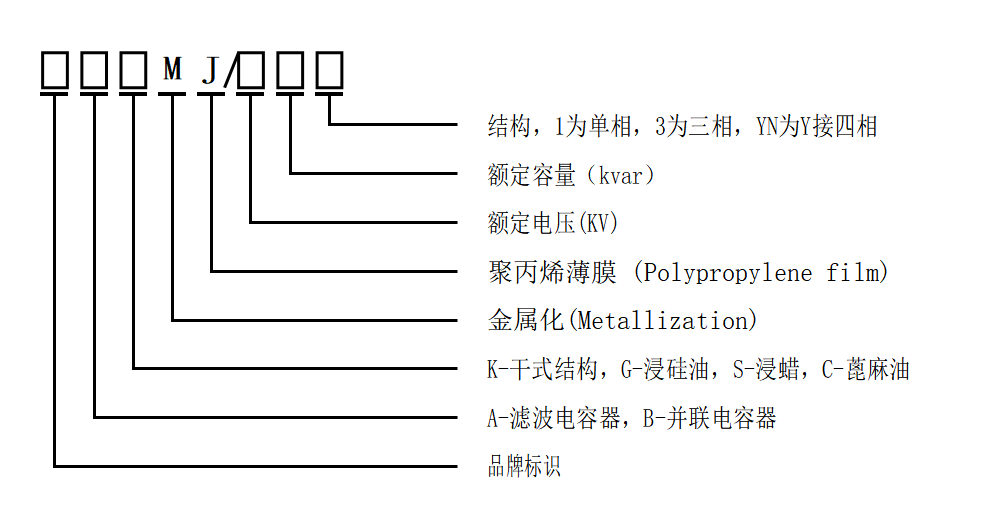 □□□MJ/□□□
结构，1为单相，3为三相，YN为Y接四相
额定容量（kvar）
额定电压(KV)
聚丙烯薄膜 (Polypropylene film)
金属化(Metallization)
K-干式结构，G-浸硅油，S-浸蜡，C-蓖麻油
A-滤波电容器，B-并联电容器
品牌标识